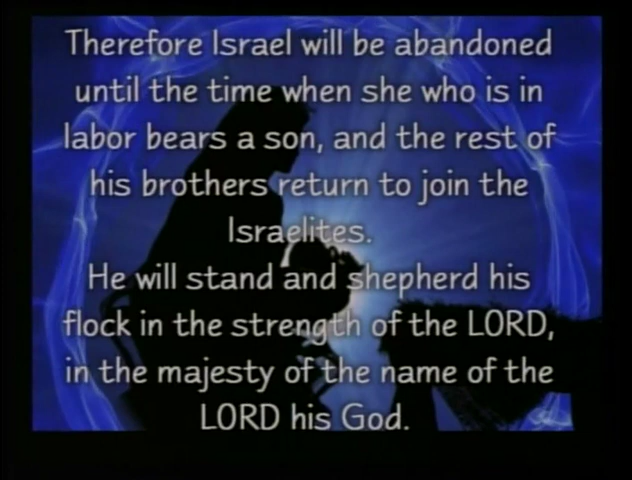 Therefore Israel will be abandoned
until the time when she who is in
labor bears a son, and the rest of
his brothers return to join the
Israelites.
He will stand and shepherd his
flock in the strength of the LORD,
in the majesty of the name of the
LORD his God.